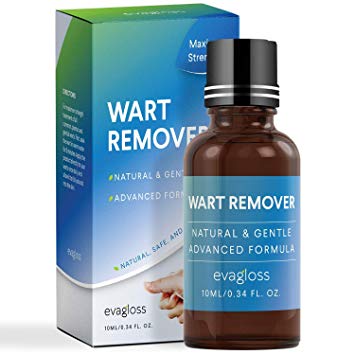 Maxi
Stren
DIRECTIONS
WART
REMOVER
NATURAL & GENTLE
ADVANCED FORMULA
NATURAL, SAFE, AND
evagloss
10ML/0.34 FL. OZ.
WART REMOVER
NATURAL & GENTLE
ADVANCED FORMULA
evagloss
10ML/0.34 FL. OZ.